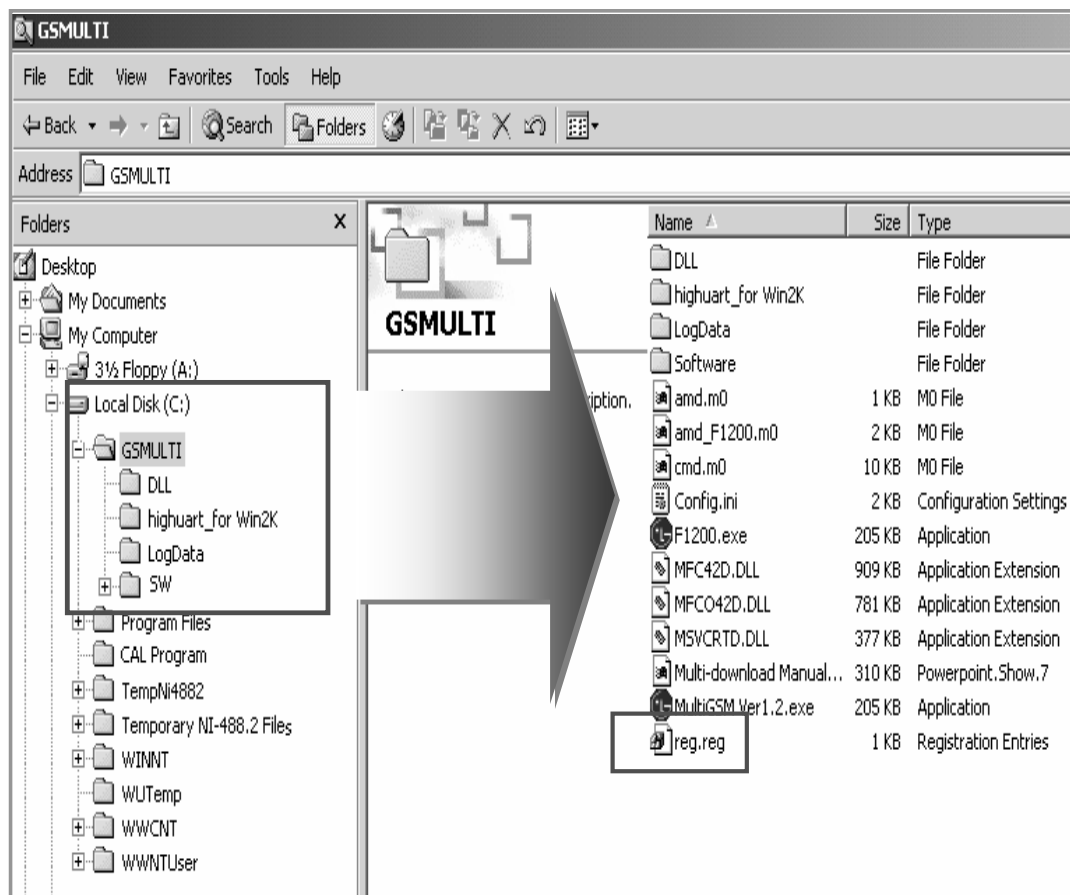 GSMULTI
File Edit View Favorites Tools Help
Back Search Folders
Address GSMULTI
Folders X
Desktop
My Documents
My Computer
3½ Floppy (A:)
Local Disk (C:)
GSMULTI
DLL
highuart_for Win2K
LogData
SW
Program Files
CAL Program
TempNi4882
Temporary NI-488.2 Files
WINNT
WUTemp
WWCNT
WWNTUser
GSMULTI
Name Size Type
DLL File Folder
highuart_for Win2K File Folder
LogData File Folder
Software File Folder
amd.m0 1 KB M0 File
amd_F1200.m0 2 KB M0 File
cmd.m0 10 KB M0 File
Config.ini 2 KB Configuration Settings
F1200.exe 205 KB Application
MFC42D.DLL 909 KB Application Extension
MFCO42D.DLL 781 KB Application Extension
MSVCRTD.DLL 377 KB Application Extension
Multi-download Manual... 310 KB Powerpoint.Show.7
MultiGSM Ver1.2.exe 205 KB Application
reg.reg 1 KB Registration Entries